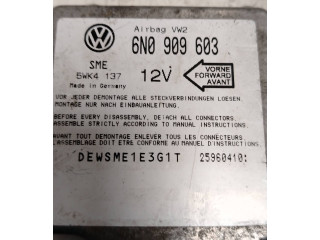 Airbag VW2
6N0 909 603
SME
5WK4 137
Made in Germany
12V
VORNE
FORWARD
AVANT
VOR JEDER DEMONTAGE ALLE STECKVERBINDUNGEN LOESEN.
MONTAGE NUR NACH EINBAUANWEISUNG.
BEFORE EVERY DISASSEMBLY, DETACH ALL CONNECTORS.
ASSEMBLE STRICTLY ACCORDING TO MANUAL INSTRUCTIONS.
AVANT TOUT DEMONTAGE ENLEVER TOUS LES CONNECTEURS.
L'ASSEMBLAGE DOIT ETRE CONFORME AU MANUEL D'INSTRUCTIONS.
DEWSME1E3G1T 25960410: